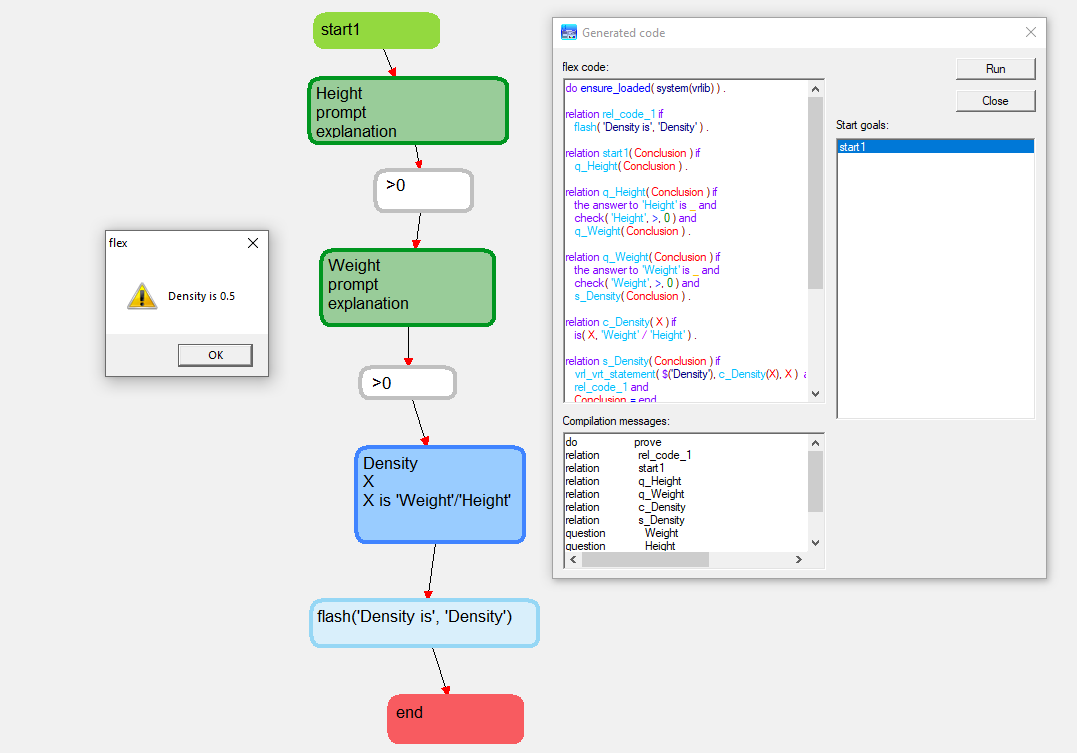 start1
Height
prompt
explanation
>0
Weight
prompt
explanation
>0
Density
X
X is 'Weight'/'Height'
flash('Density is', 'Density')
end
flex
Density is 0.5
OK
Generated code
flex code:
do ensure_loaded( system(vrlib) ) .
relation rel_code_1 if
flash( 'Density is', 'Density' ) .
relation start1( Conclusion ) if
q_Height( Conclusion ) .
relation q_Height( Conclusion ) if
the answer to 'Height' is _ and
check( 'Height', >, 0 ) and
q_Weight( Conclusion ) .
relation q_Weight( Conclusion ) if
the answer to 'Weight' is _ and
check( 'Weight', >, 0 ) and
s_Density( Conclusion ) .
relation c_Density( X ) if
is( X, 'Weight' / 'Height' ) .
relation s_Density( Conclusion ) if
vrl_vrt_statement( $('Density'), c_Density(X), X )
rel_code_1 and
Conclusion = end
Run
Close
Start goals:
start1
Compilation messages:
do prove
relation rel_code_1
relation start1
relation q_Height
relation q_Weight
relation c_Density
relation s_Density
question Weight
question Height